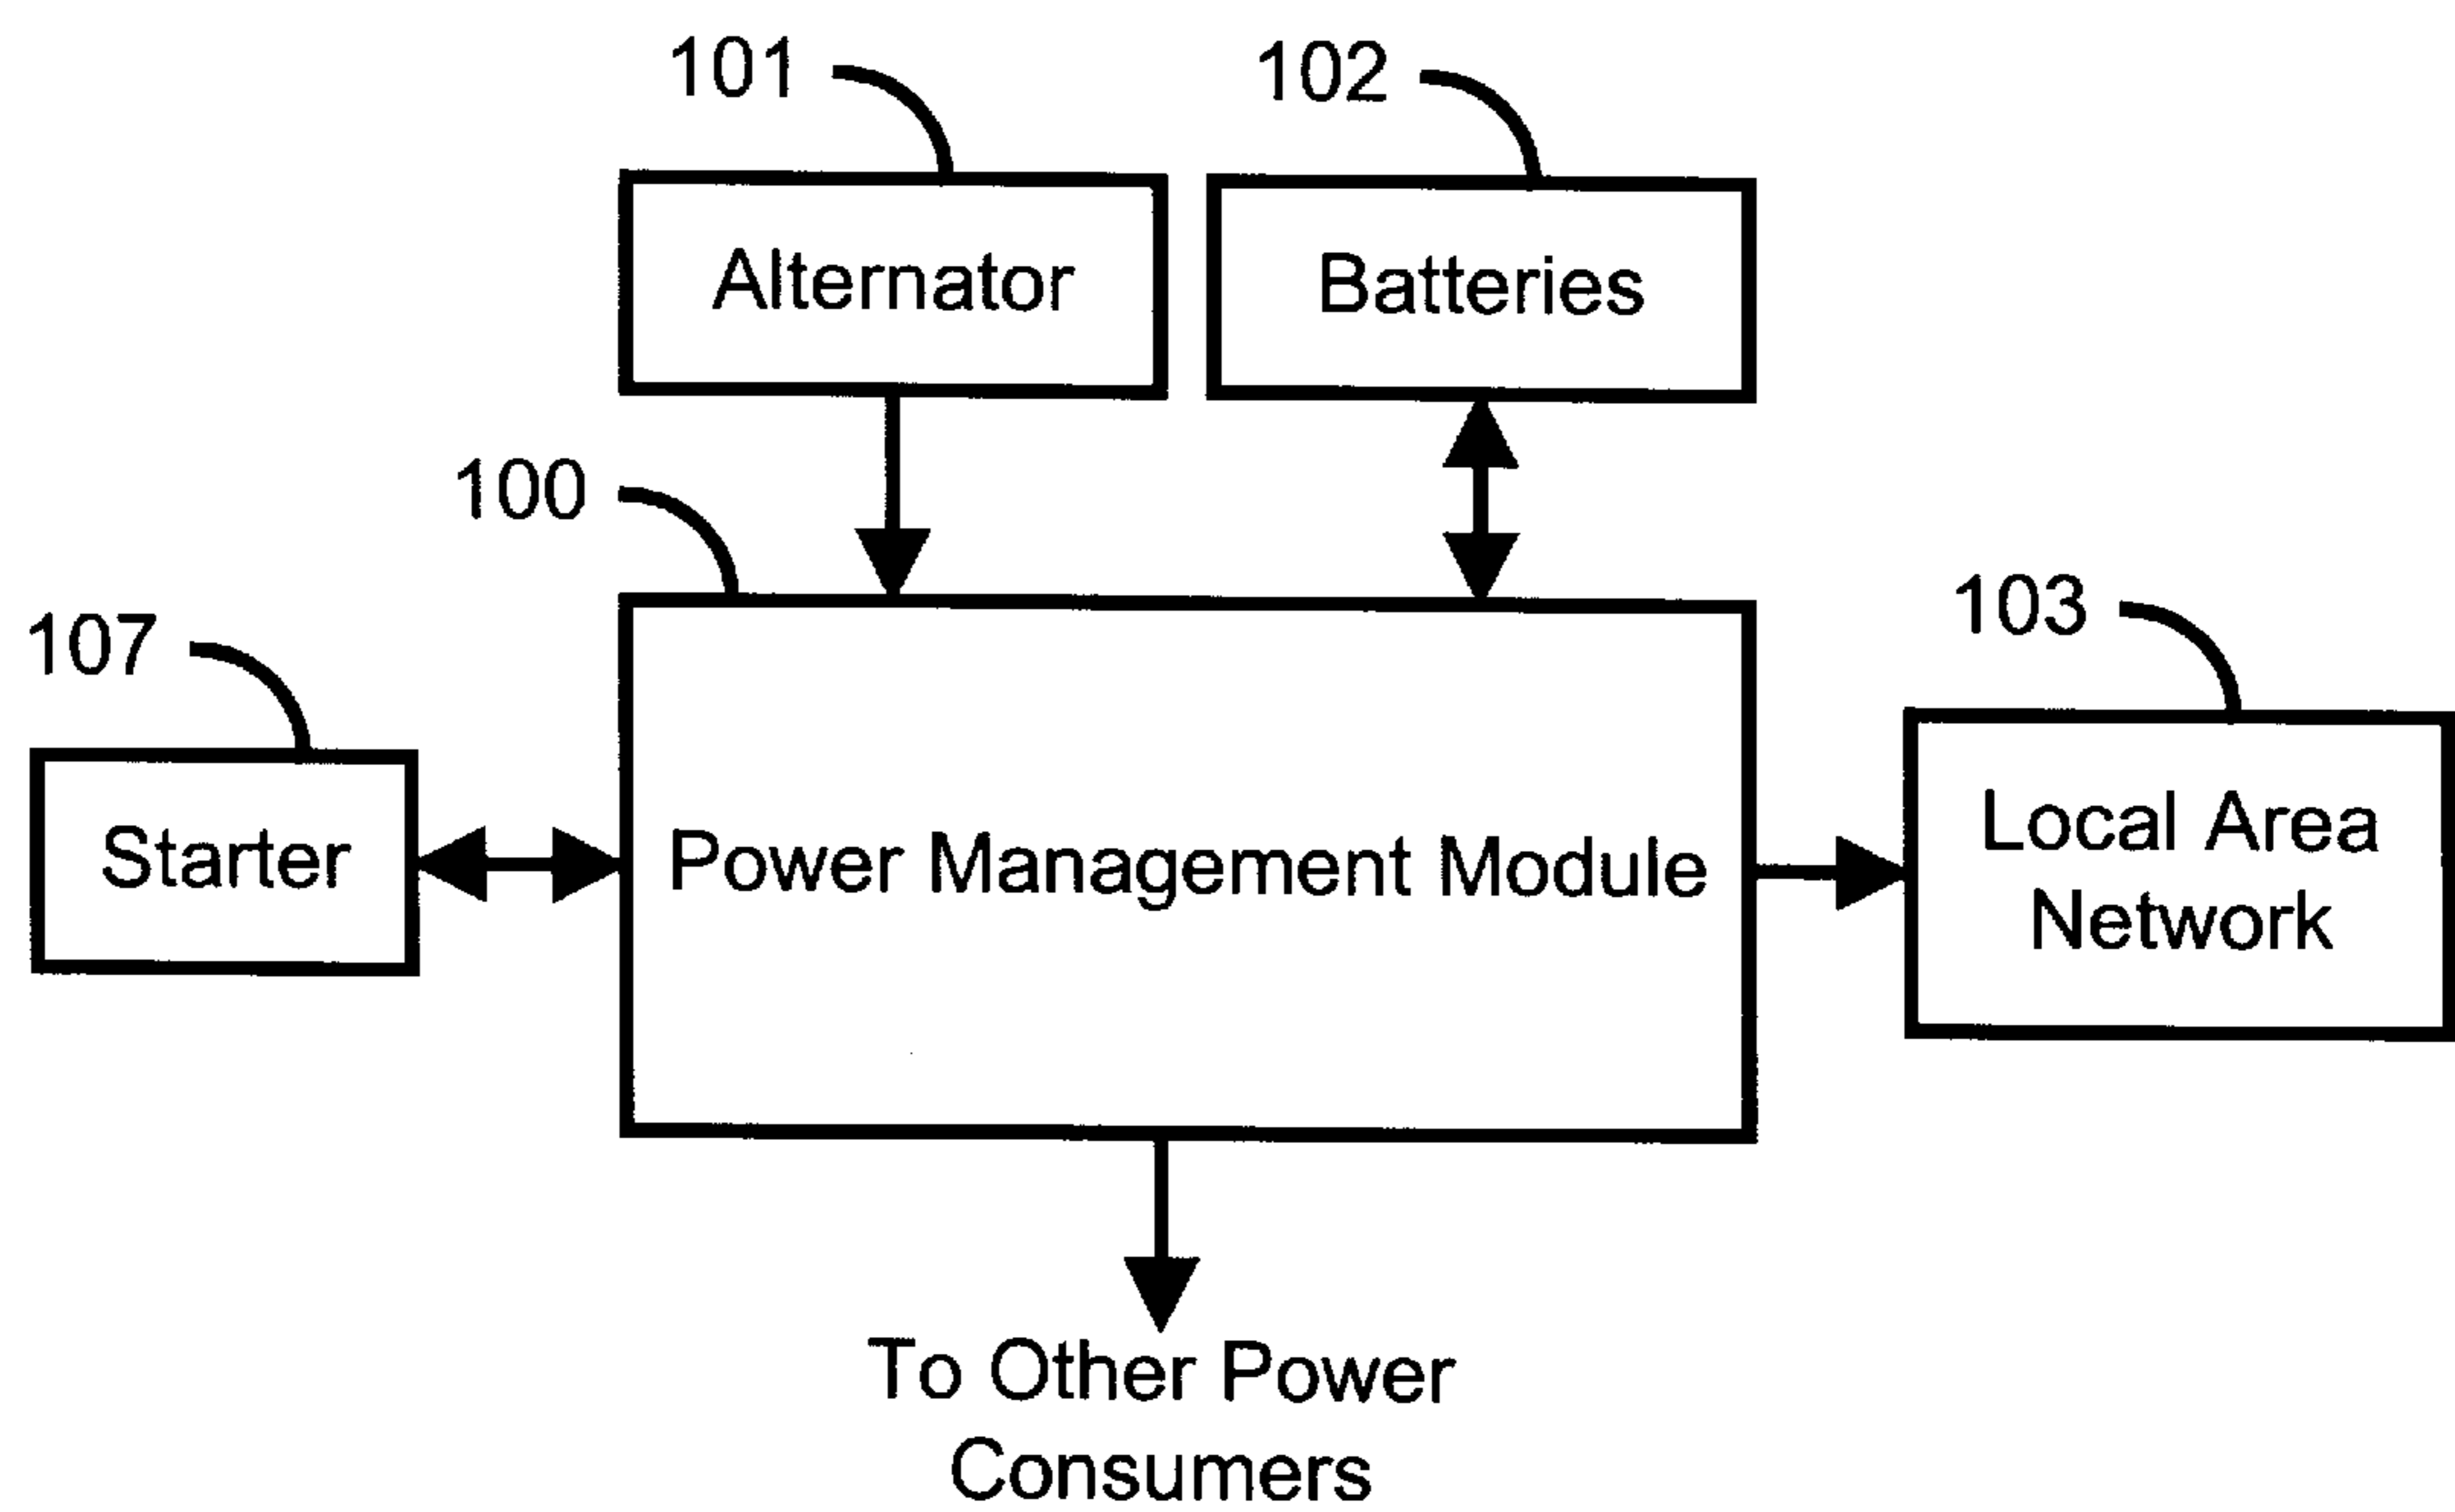 101
102
Alternator
Batteries
100
107
103
Starter
Power Management Module
Local Area
Network
To Other Power
Consumers